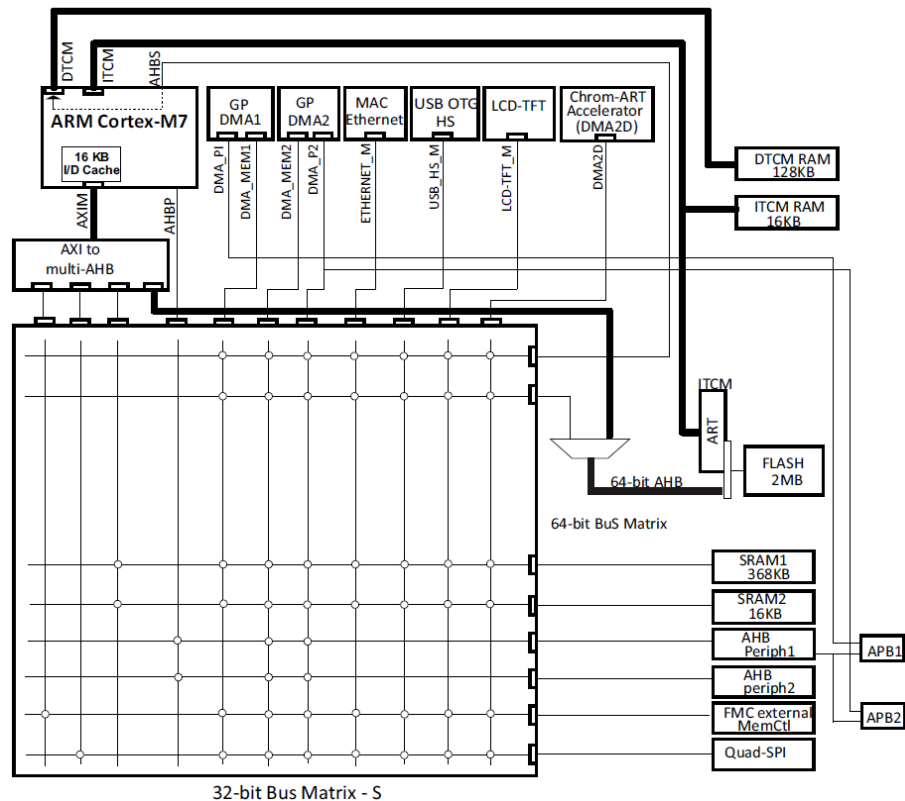 DTCM
ITCM
AHBS
ARM Cortex-M7
16 KB
I/D Cache
GP
DMA1
GP
DMA2
MAC
Ethernet
USB OTG
HS
LCD-TFT
Chrom-ART
Accelerator
(DMA2D)
DTCM RAM
128KB
ITCM RAM
16KB
AXIM
AHBP
DMA_PI
DMA_MEM1
DMA_MEM2
DMA_P2
ETHERNET_M
USB_HS_M
LCD-TFT_M
DMA2D
AXI to
multi-AHB
ITCM
ART
FLASH
2MB
64-bit AHB
64-bit BuS Matrix
SRAM1
368KB
SRAM2
16KB
AHB
Periph1
APB1
AHB
periph2
FMC external
MemCtl
APB2
Quad-SPI
32-bit Bus Matrix - S